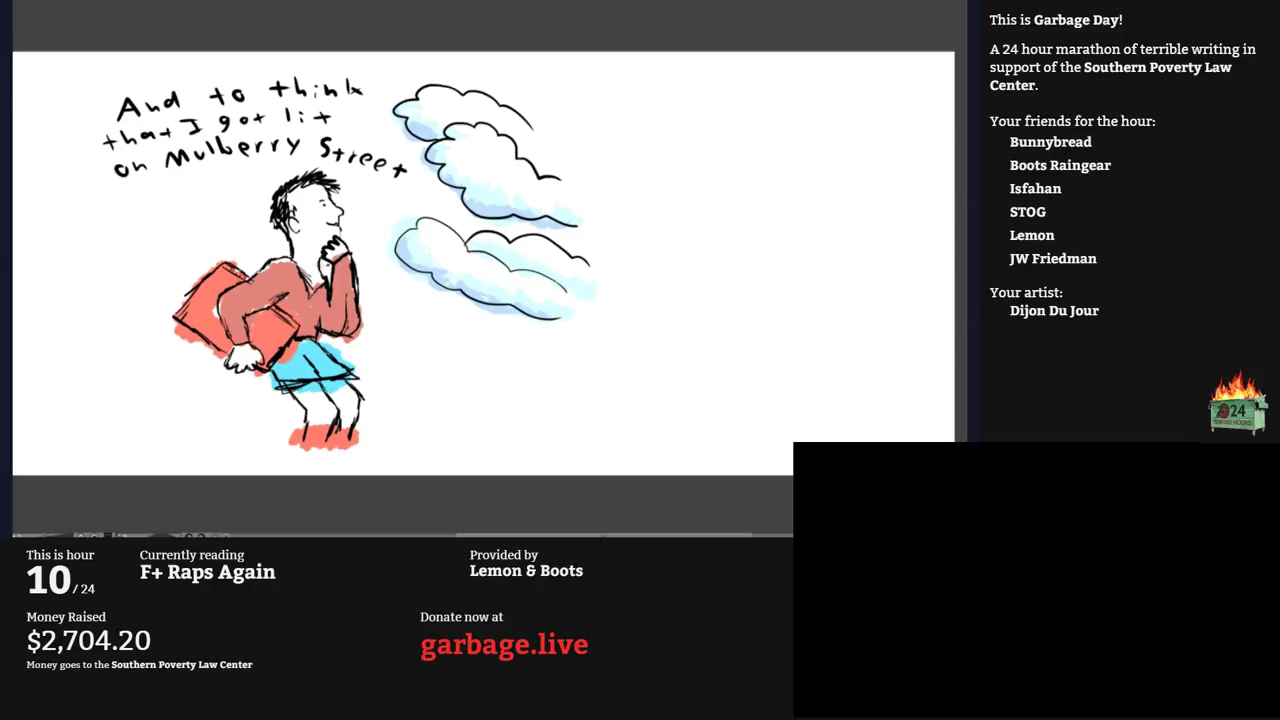 And to think
that I got lit
on Mulberry Street
This is Garbage Day!
A 24 hour marathon of terrible writing in
support of the Southern Poverty Law
Center.
Your friends for the hour:
Bunnybread
Boots Raingear
Isfahan
STOG
Lemon
JW Friedman
Your artist:
Dijon Du Jour
24
This is hour
10 / 24
Currently reading
F+ Raps Again
Provided by
Lemon & Boots
Money Raised
$2,704.20
Money goes to the Southern Poverty Law Center
Donate now at
garbage.live